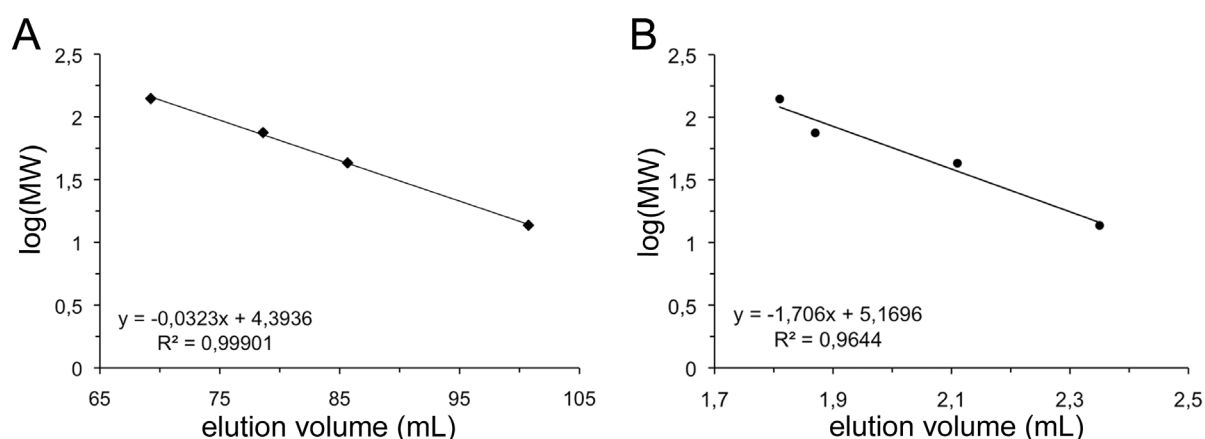 A
log(MW)
2,5
2
1,5
1
0,5
0
y = -0,0323x + 4,3936
R² = 0,99901
65 75 85 95 105
elution volume (mL)
B
log(MW)
2,5
2
1,5
1
0,5
0
y = -1,706x + 5,1696
R² = 0,9644
1,7 1,9 2,1 2,3 2,5
elution volume (mL)